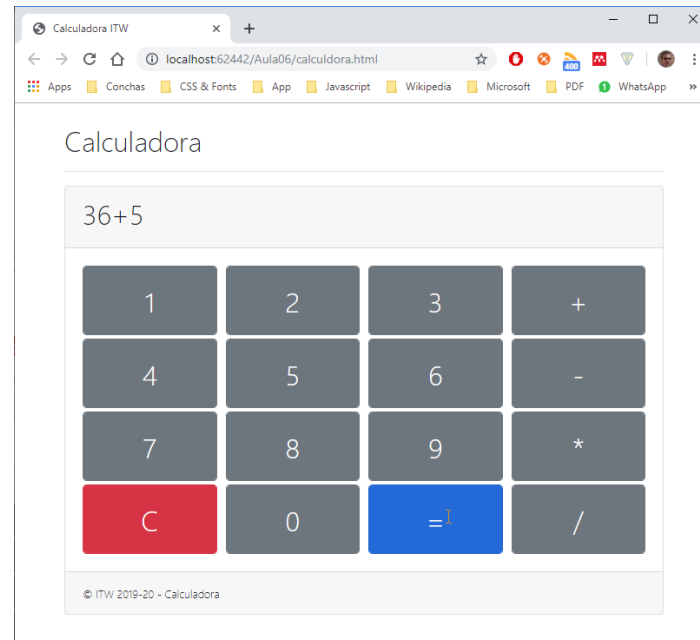 Calculadora ITW
localhost:62442/Aula06/calculdora.html
400
Apps Conchas CSS & Fonts App Javascript Wikipedia Microsoft PDF WhatsApp »
Calculadora
36+5
1 2 3 +
4 5 6 -
7 8 9 *
C 0 = /
© ITW 2019-20 - Calculadora